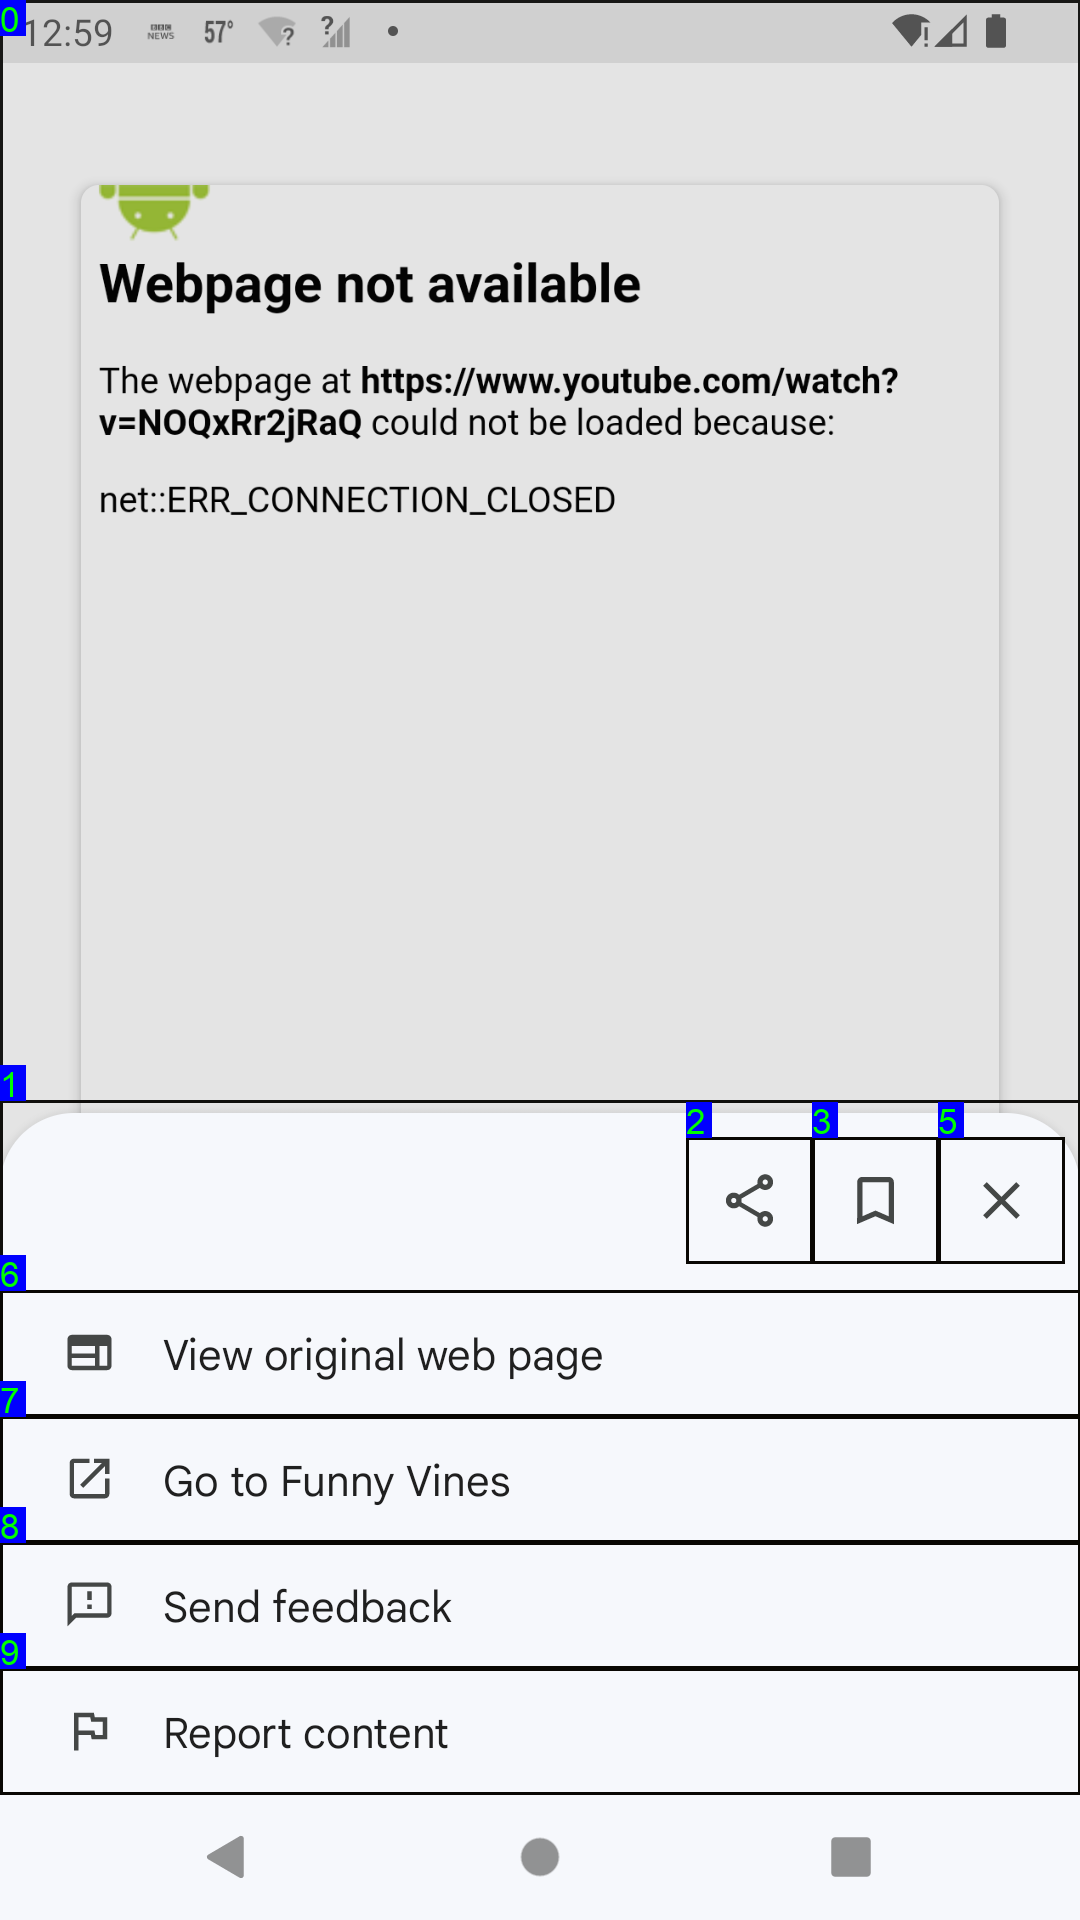 12:59 BBC NEWS 57° ?
Webpage not available
The webpage at https://www.youtube.com/watch?
v=NOQxRr2jRaQ could not be loaded because:
net::ERR_CONNECTION_CLOSED
View original web page
Go to Funny Vines
Send feedback
Report content
0
1
2
3
5
6
7
8
9